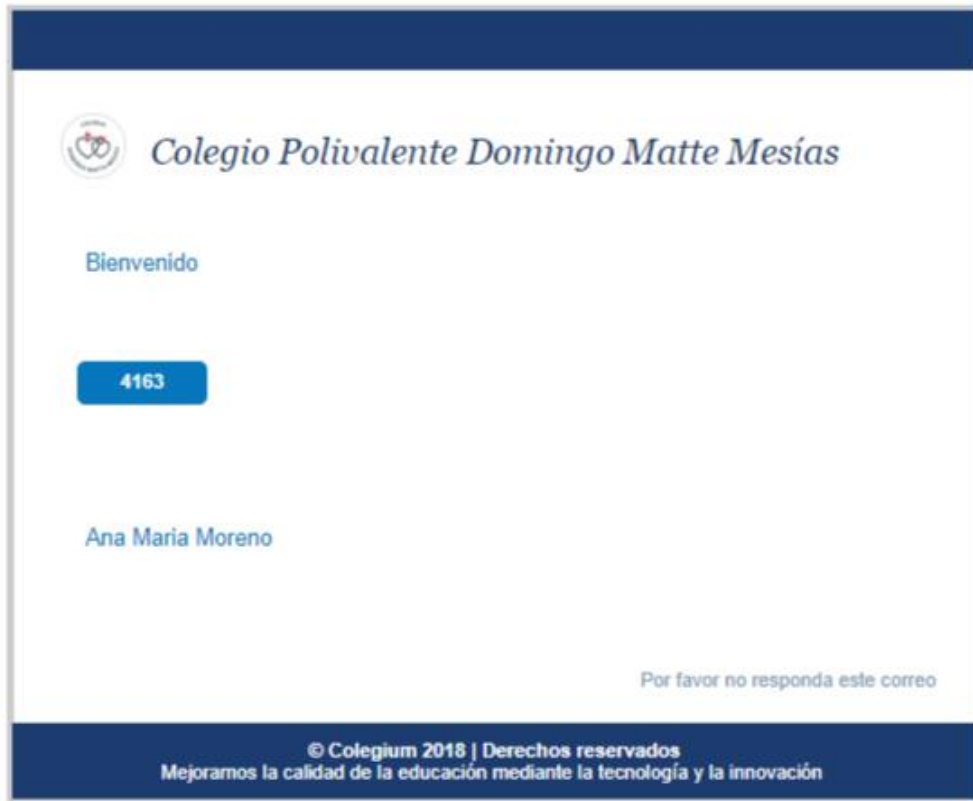 Colegio Polivalente Domingo Matte Mesías
Bienvenido
4163
Ana Maria Moreno
Por favor no responda este correo
© Colegium 2018 | Derechos reservados
Mejoramos la calidad de la educación mediante la tecnología y la innovación